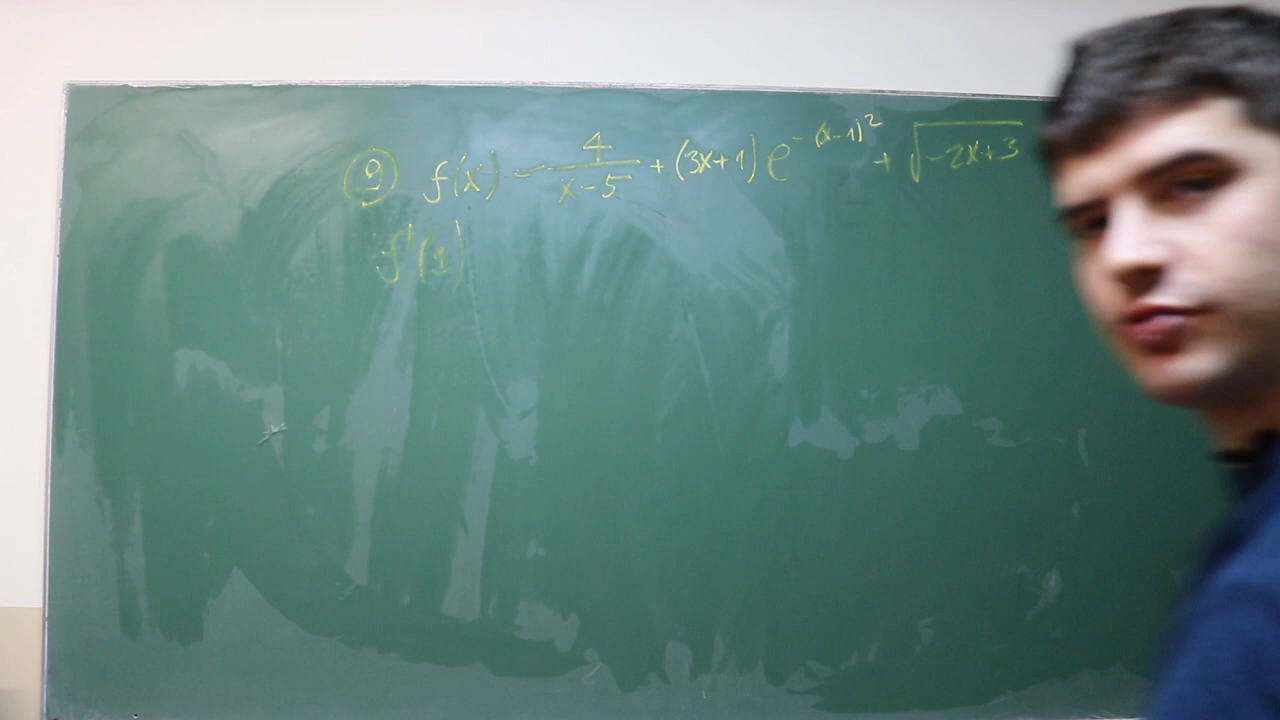 ⑨ f(x) = 4/(x-5) + (3x+1) e^{-(x-1)^2} + √(-2x+3)
f'(1)